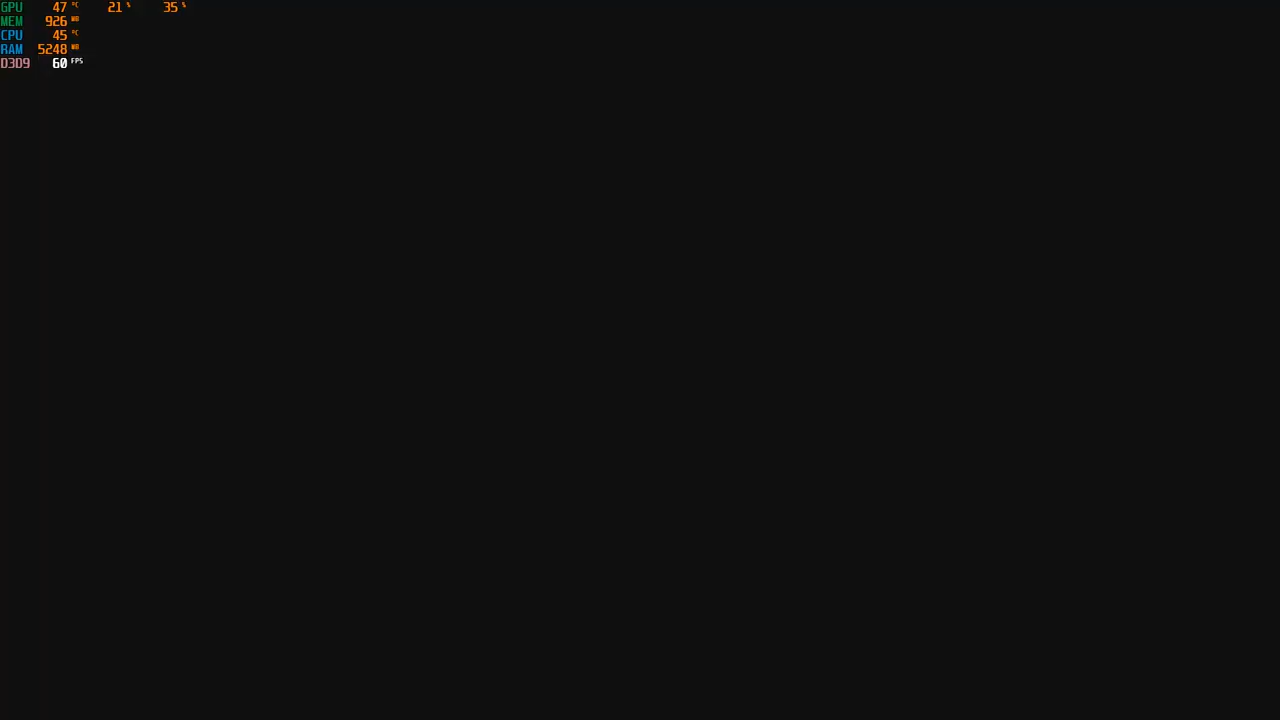 GPU 47 °C 21 % 35 %
MEM 926 MB
CPU 45 °C
RAM 5248 MB
D3D9 60 FPS